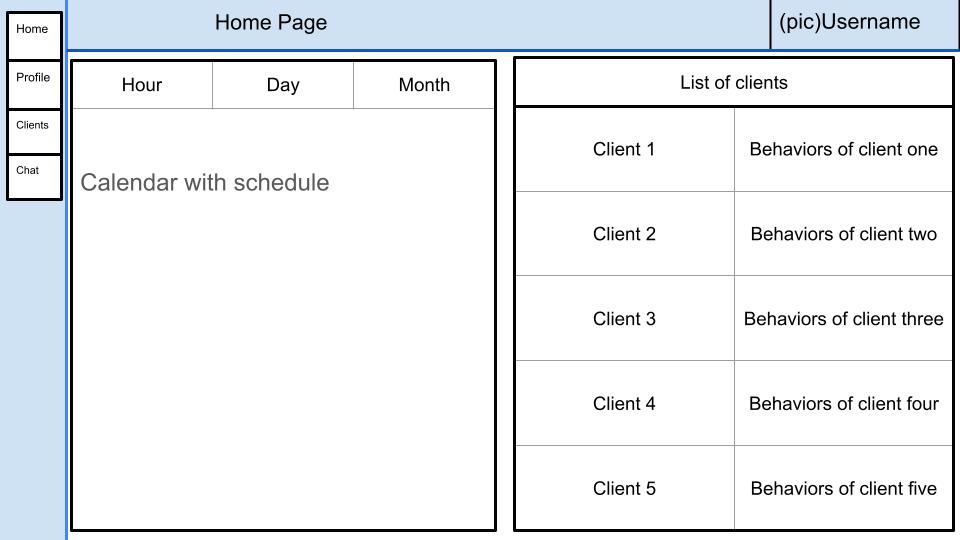 Home Page
(pic)Username
Home
Profile
Clients
Chat
Hour
Day
Month
Calendar with schedule
List of clients
Client 1
Behaviors of client one
Client 2
Behaviors of client two
Client 3
Behaviors of client three
Client 4
Behaviors of client four
Client 5
Behaviors of client five